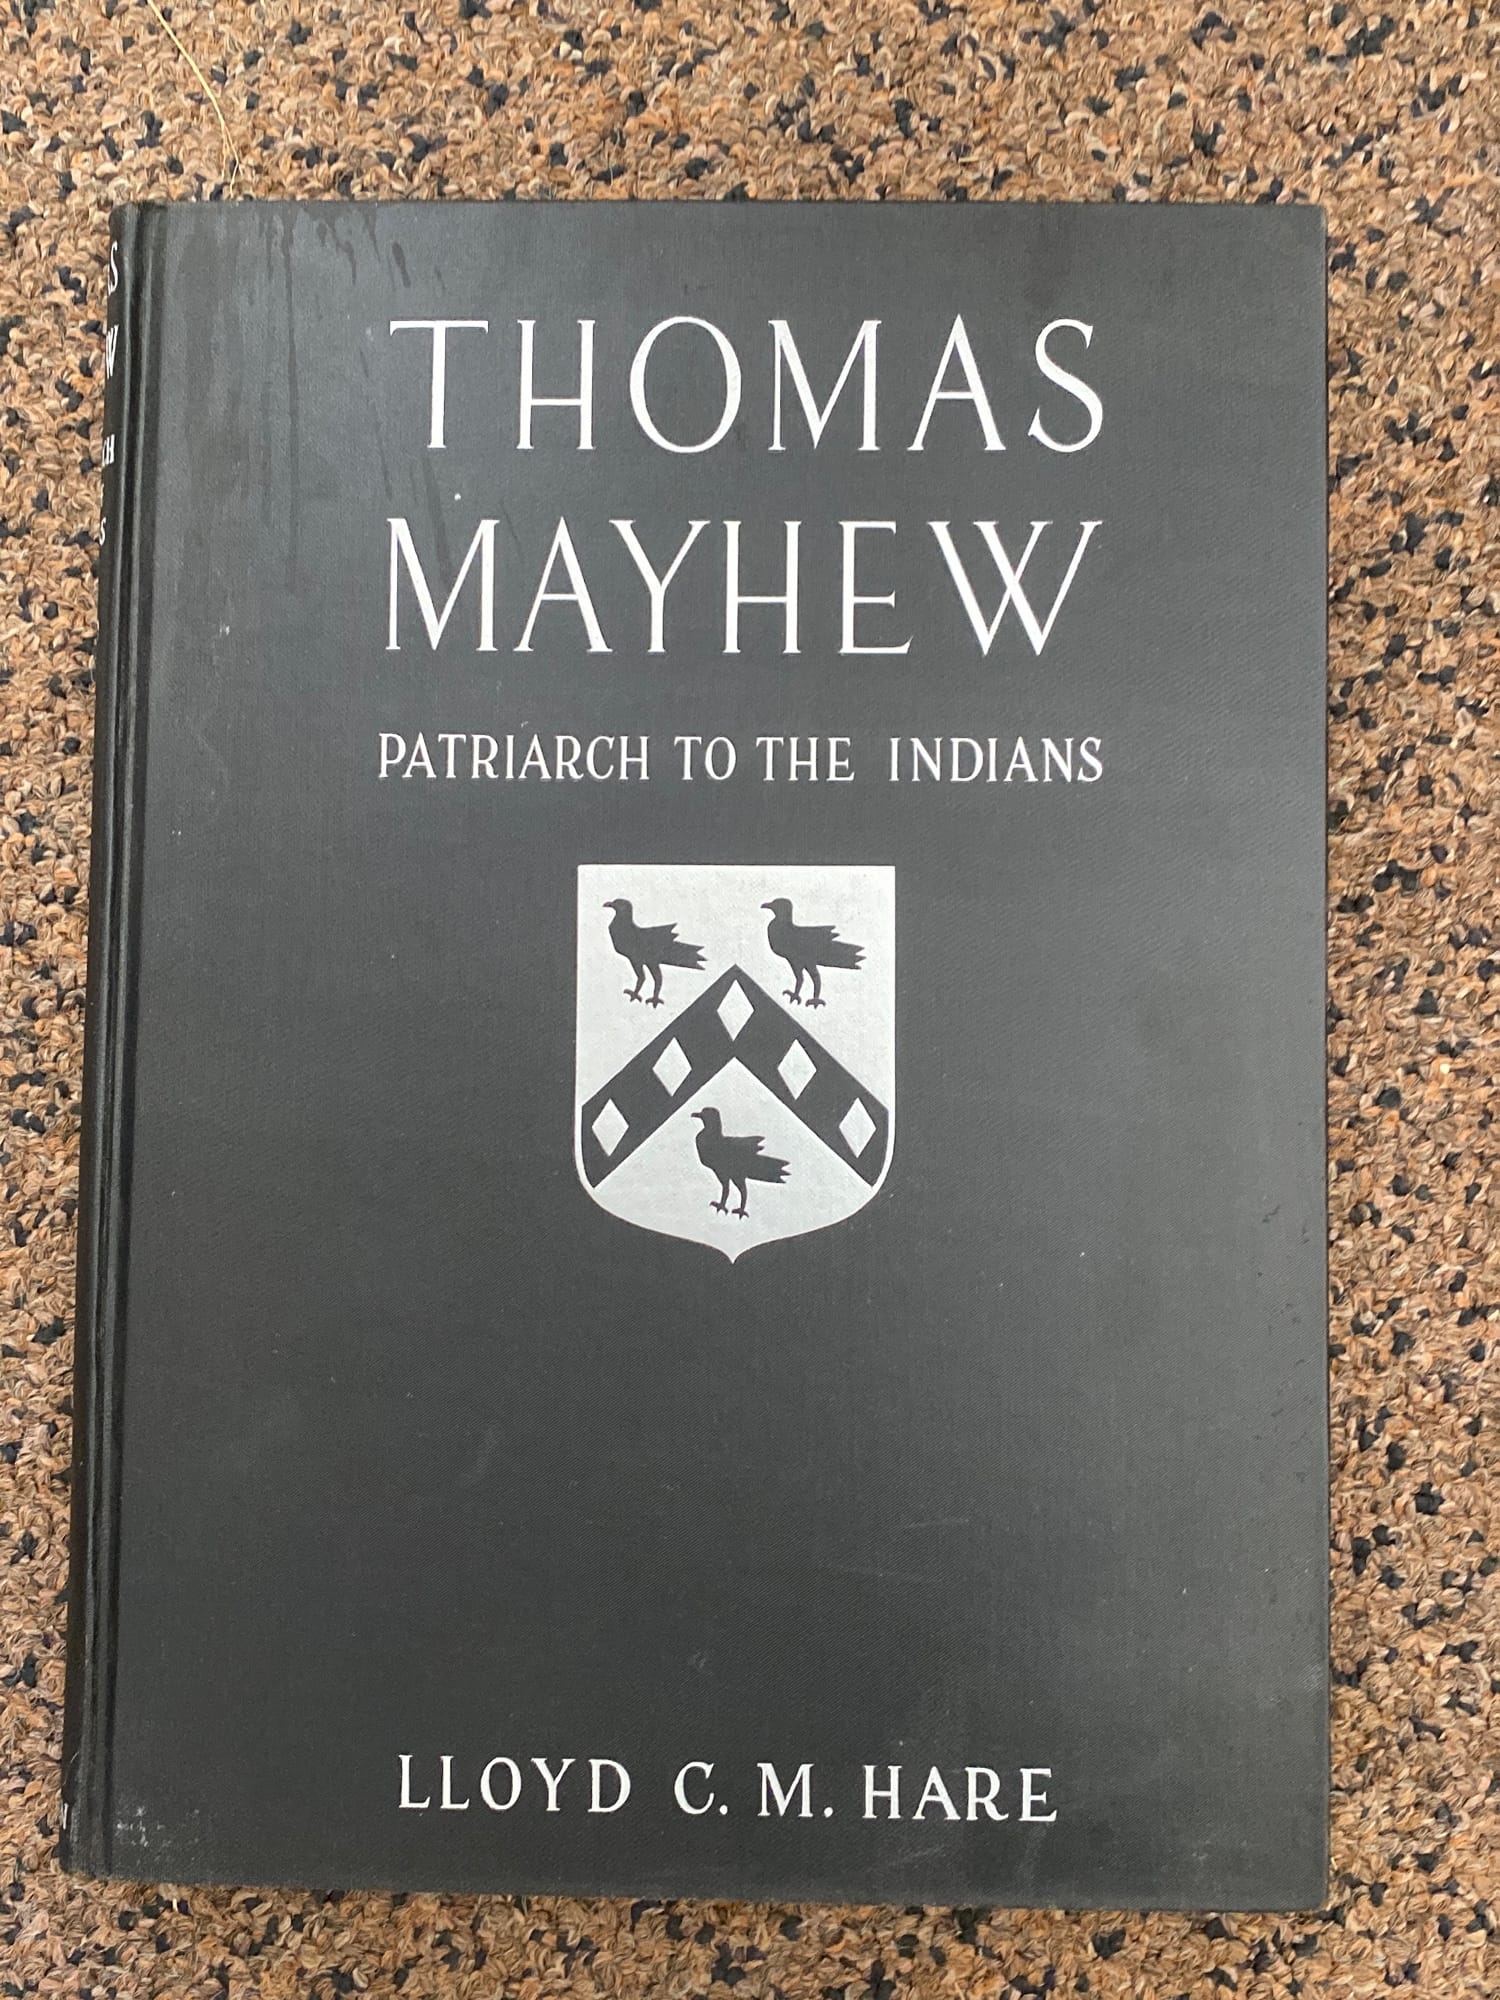 THOMAS
MAYHEW
PATRIARCH TO THE INDIANS
LLOYD C. M. HARE